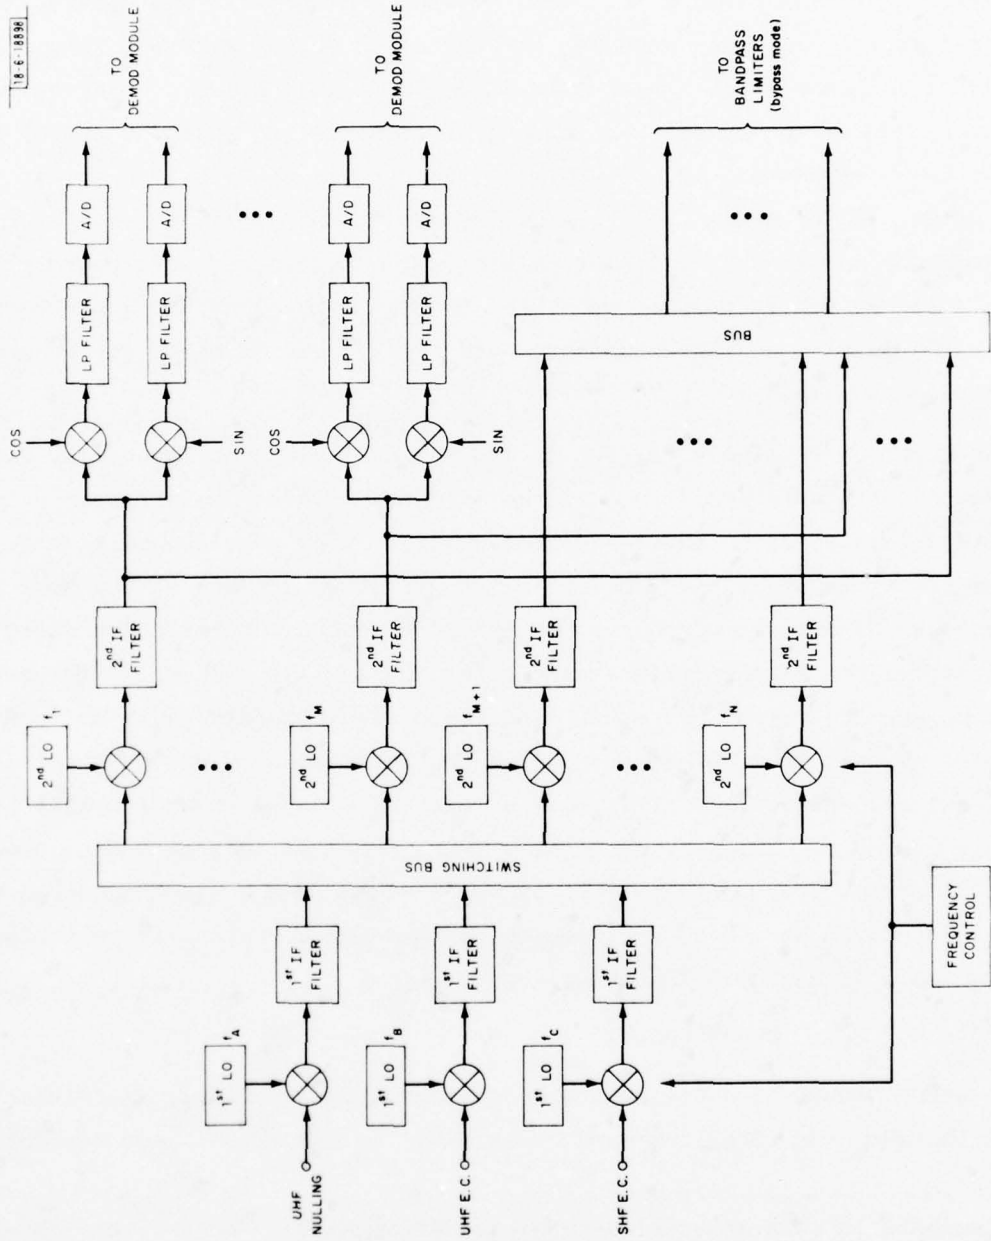 18-6-18898
UHF
NULLING
UHF E.C.
SHF E.C.
1st LO
fA
1st LO
fB
1st LO
fC
1st IF
FILTER
1st IF
FILTER
1st IF
FILTER
SWITCHING BUS
FREQUENCY
CONTROL
2nd LO
f1
2nd LO
fM
2nd LO
fM+1
2nd LO
fN
2nd IF
FILTER
2nd IF
FILTER
2nd IF
FILTER
2nd IF
FILTER
COS
SIN
COS
SIN
LP FILTER
LP FILTER
LP FILTER
LP FILTER
A/D
A/D
A/D
A/D
BUS
TO
DEMOD MODULE
TO
DEMOD MODULE
TO
BANDPASS
LIMITERS
(bypass mode)